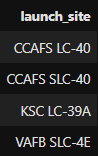 launch_site
CCAFS LC-40
CCAFS SLC-40
KSC LC-39A
VAFB SLC-4E